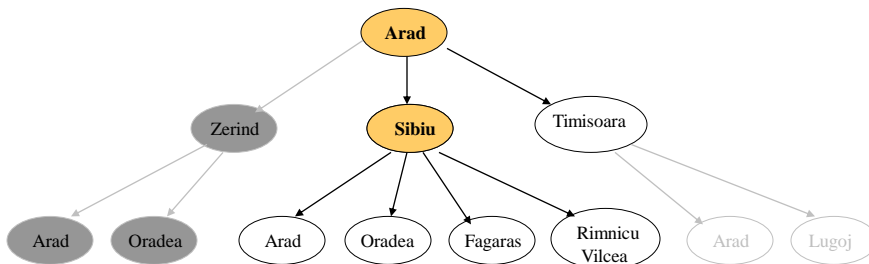 Arad
Zerind
Sibiu
Timisoara
Arad
Oradea
Arad
Oradea
Fagaras
Rimnicu
Vilcea
Arad
Lugoj